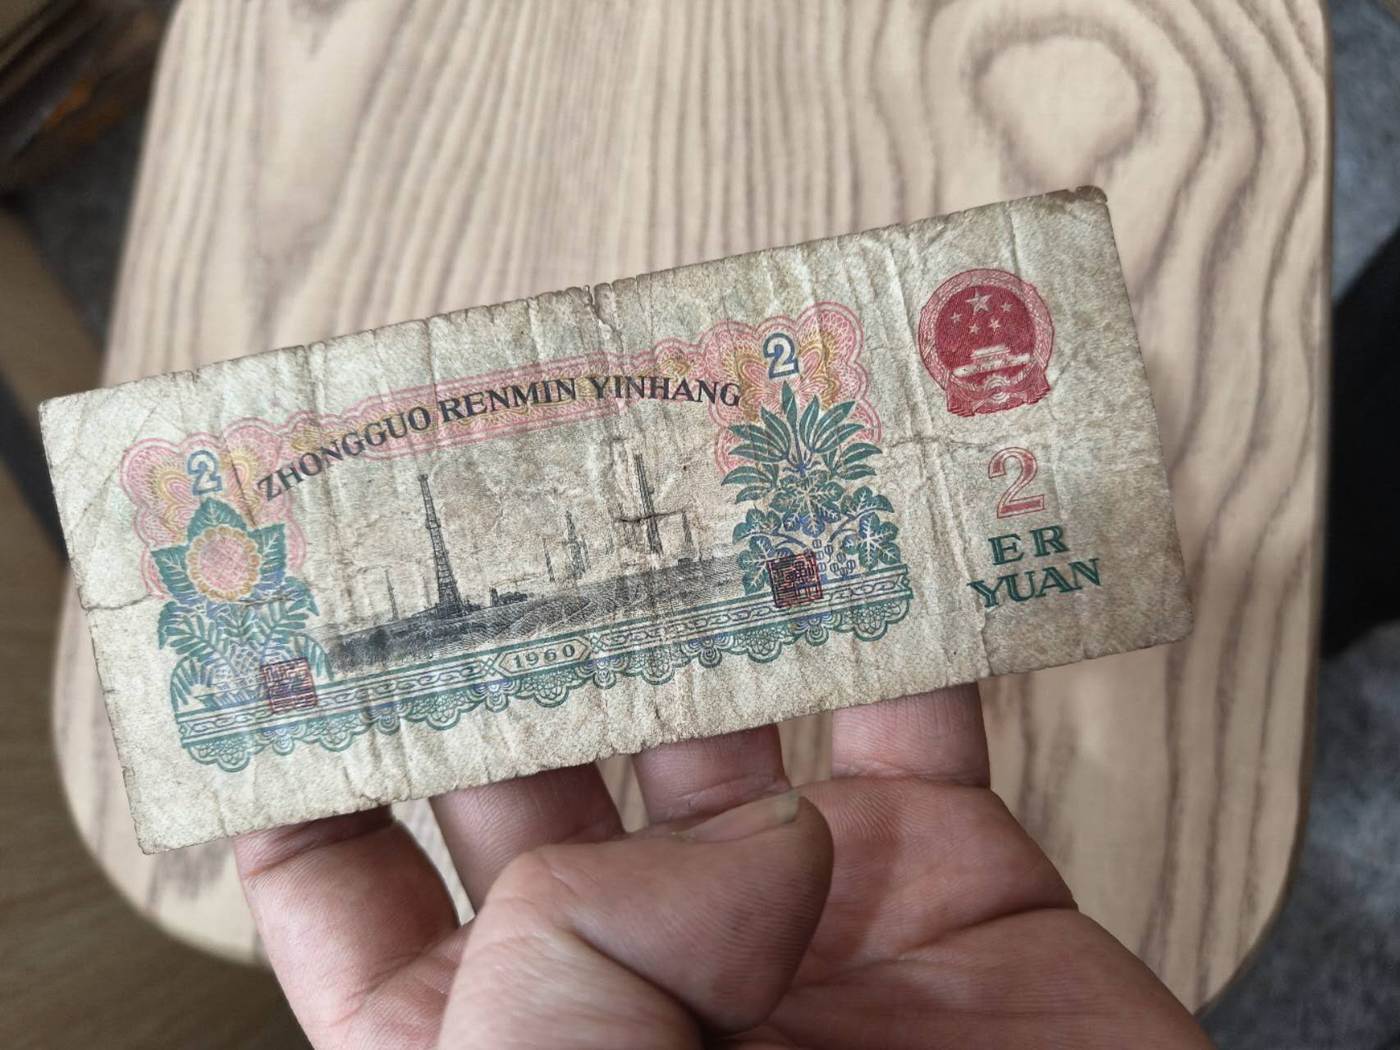 ZHONGGUO RENMIN YINHANG
2
2
2
ER
YUAN
1960